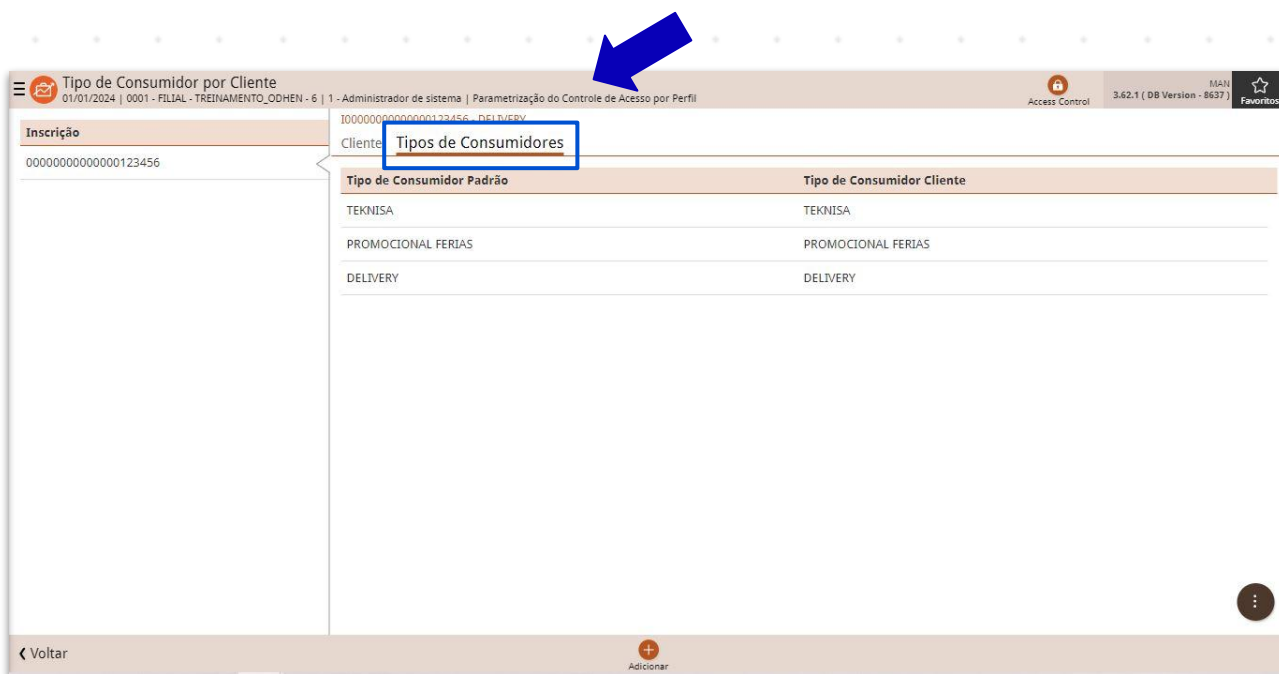 Tipo de Consumidor por Cliente
01/01/2024 | 0001 - FILIAL - TREINAMENTO_ODHEN - 6 | 1 - Administrador de sistema | Parametrização do Controle de Acesso por Perfil
Access Control
MAN
3.62.1 ( DB Version - 8637 )
Favoritos
Inscrição
00000000000000123456
I00000000000000123456 - DELIVERY
Cliente
Tipos de Consumidores
Tipo de Consumidor Padrão
Tipo de Consumidor Cliente
TEKNISA
TEKNISA
PROMOCIONAL FERIAS
PROMOCIONAL FERIAS
DELIVERY
DELIVERY
Voltar
Adicionar